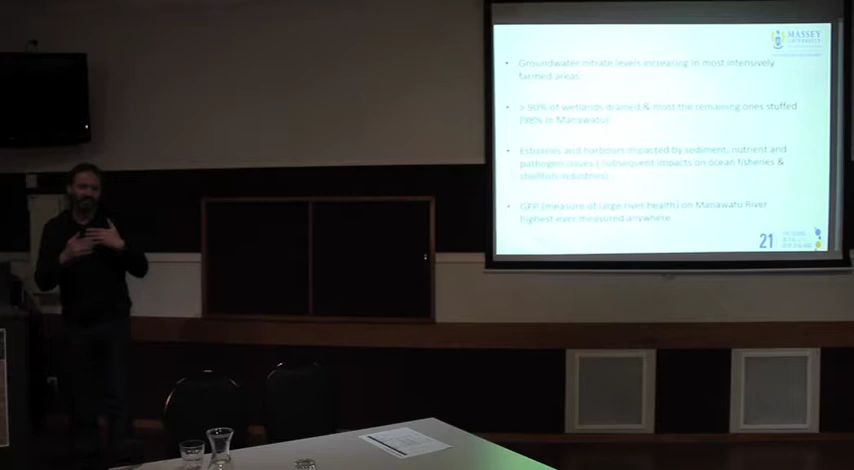 MASSEY
UNIVERSITY
• Groundwater nitrate levels increasing in most intensively
farmed areas
• > 90% of wetlands drained & most the remaining ones stuffed
(98% in Manawatu)
• Estuaries and harbours impacted by sediment, nutrient and
pathogen issues ( subsequent impacts on ocean fisheries &
shellfish industries)
• GPP (measure of large river health) on Manawatu River
highest ever measured anywhere
21